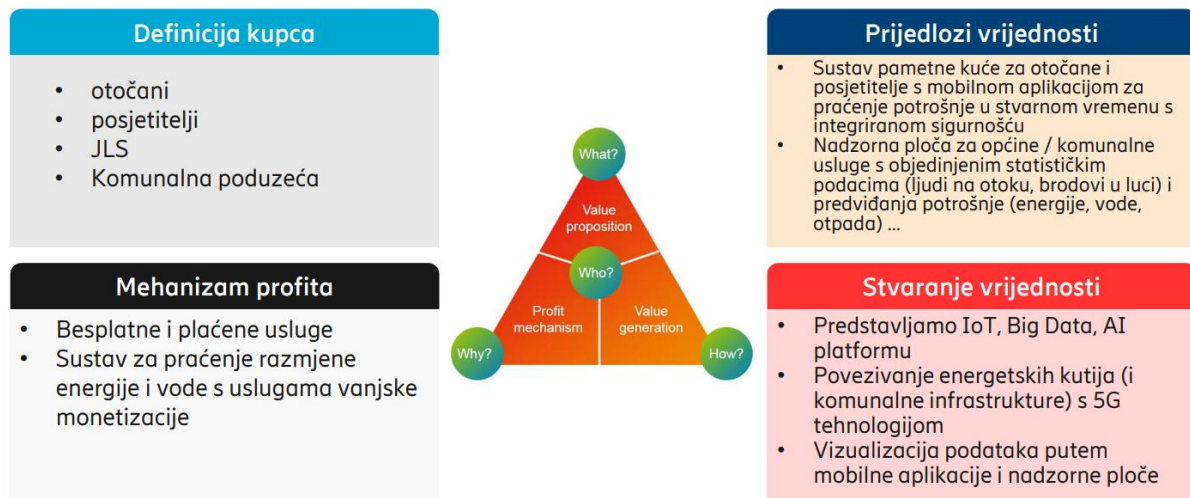 Definicija kupca
• otočani
• posjetitelji
• JLS
• Komunalna poduzeća
Prijedlozi vrijednosti
• Sustav pametne kuće za otočane i
posjetitelje s mobilnom aplikacijom za
praćenje potrošnje u stvarnom vremenu s
integriranom sigurnošću
• Nadzorna ploča za općine / komunalne
usluge s objedinjenim statističkim
podacima (ljudi na otoku, brodovi u luci) i
predviđanja potrošnje (energije, vode,
otpada) ...
What?
Value
proposition
Who?
Profit
mechanism
Value
generation
Why?
How?
Mehanizam profita
• Besplatne i plaćene usluge
• Sustav za praćenje razmjene
energije i vode s uslugama vanjske
monetizacije
Stvaranje vrijednosti
• Predstavljamo IoT, Big Data, AI
platformu
• Povezivanje energetskih kutija (i
komunalne infrastrukture) s 5G
tehnologijom
• Vizualizacija podataka putem
mobilne aplikacije i nadzorne ploče